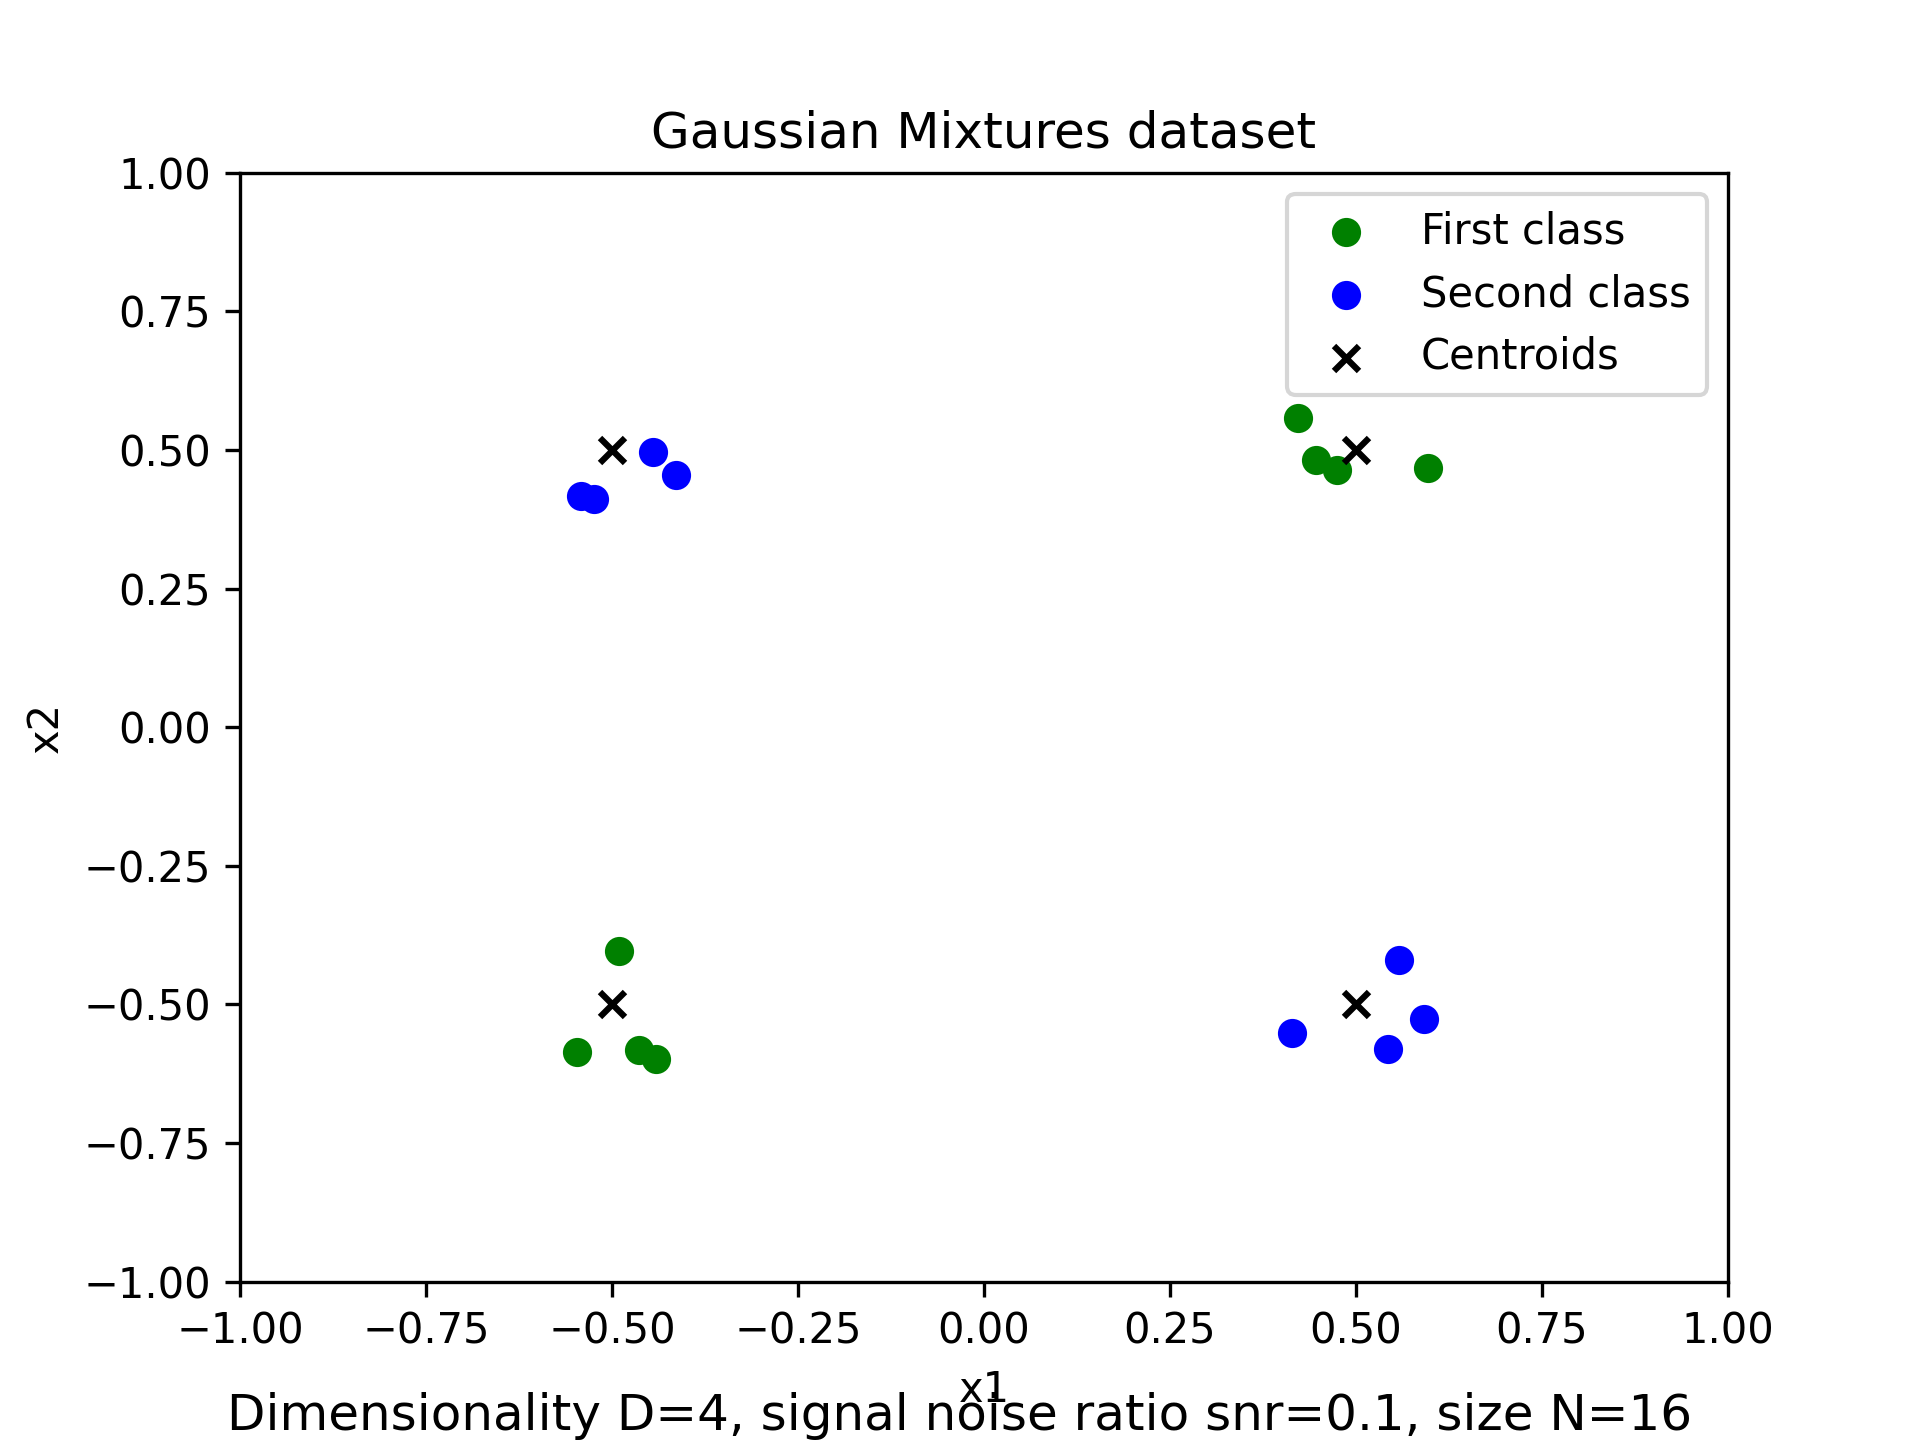 Gaussian Mixtures dataset
First class
Second class
Centroids
1.00
0.75
0.50
0.25
0.00
−0.25
−0.50
−0.75
−1.00
x2
−1.00 −0.75 −0.50 −0.25 0.00 0.25 0.50 0.75 1.00
x1
Dimensionality D=4, signal noise ratio snr=0.1, size N=16